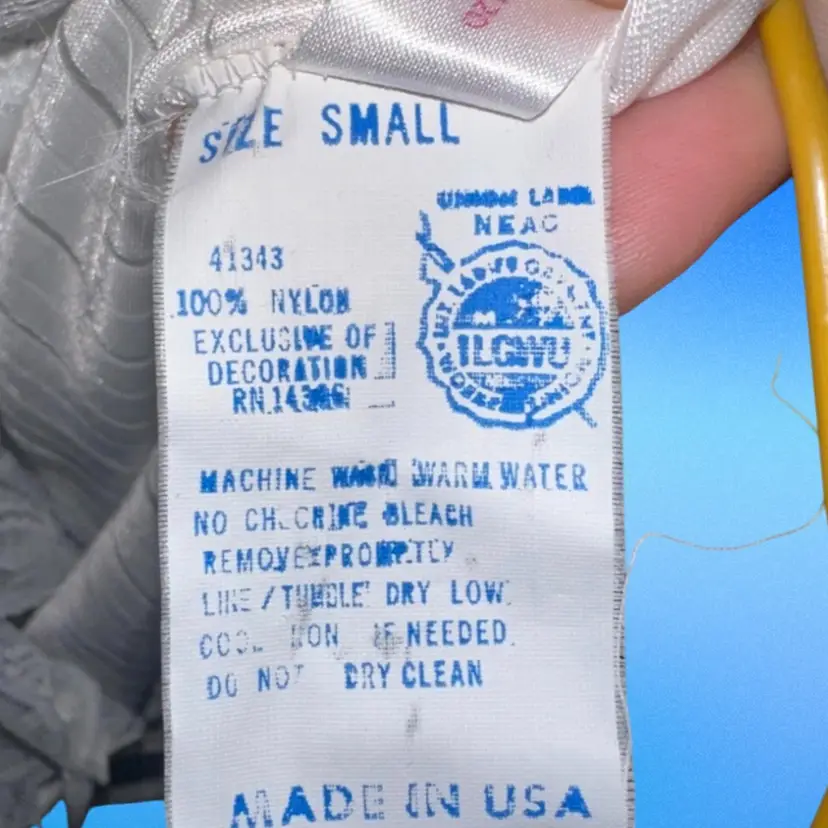 SIZE SMALL
UNION LABEL
NEAC
41343
100% NYLON
EXCLUSIVE OF
DECORATION
RN
ILGWU
MACHINE WASH WARM WATER
NO CHLORINE BLEACH
REMOVE PROMPTLY
LINE/TUMBLE DRY LOW
COOL IRON IF NEEDED
DO NOT DRY CLEAN
MADE IN USA